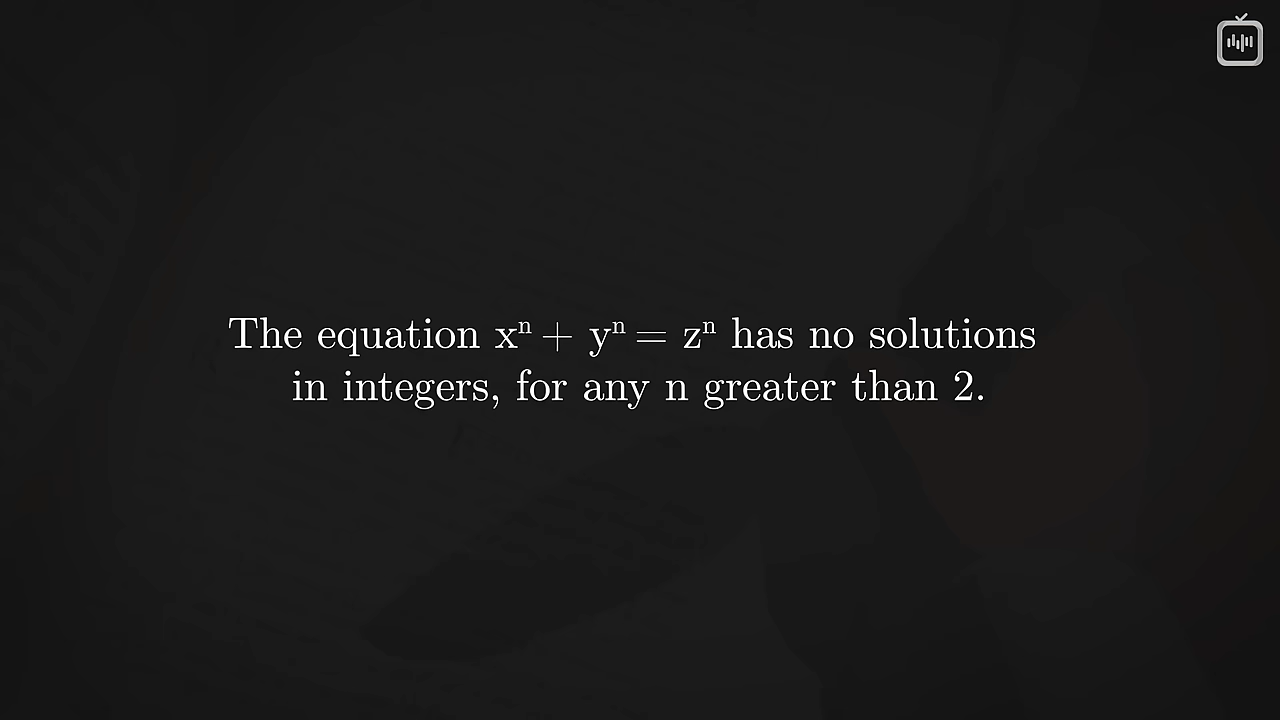 The equation xⁿ + yⁿ = zⁿ has no solutions
in integers, for any n greater than 2.